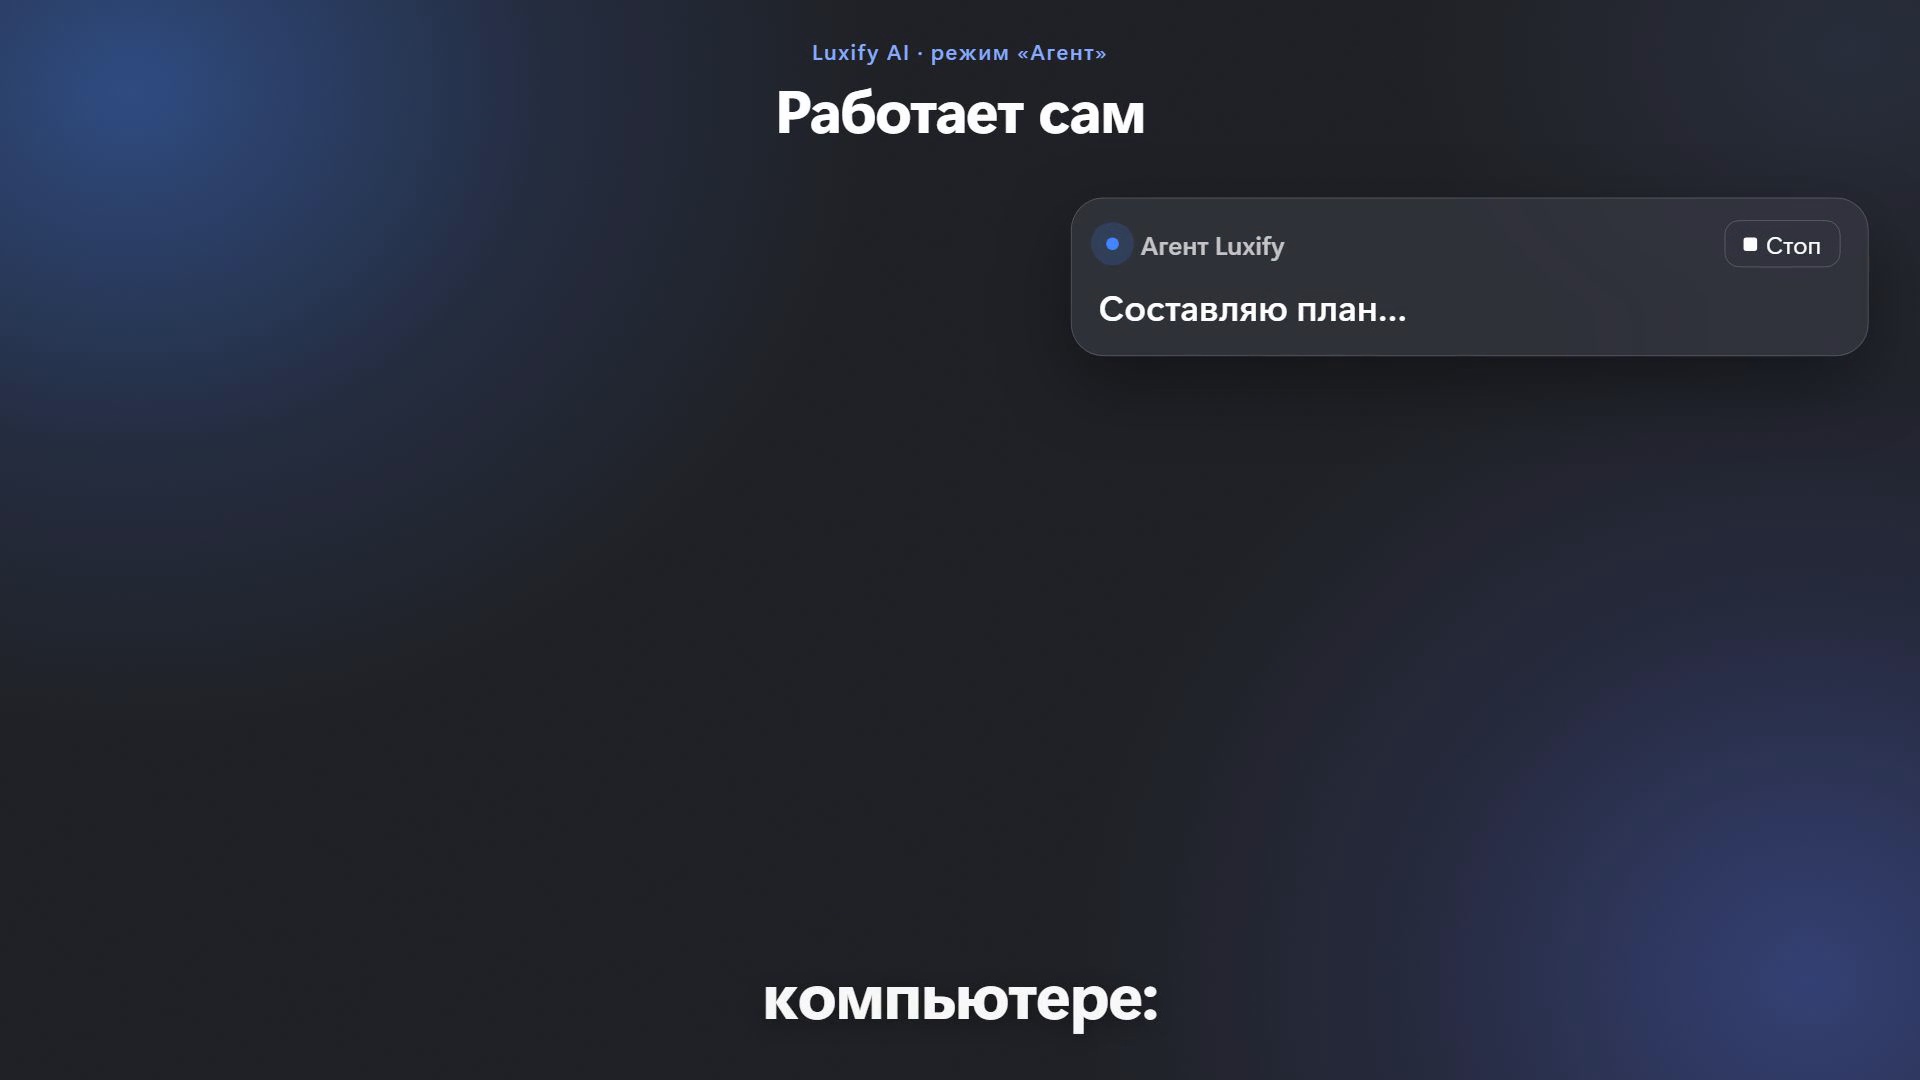 Luxify AI · режим «Агент»
Работает сам
Агент Luxify
Стоп
Составляю план...
компьютере: